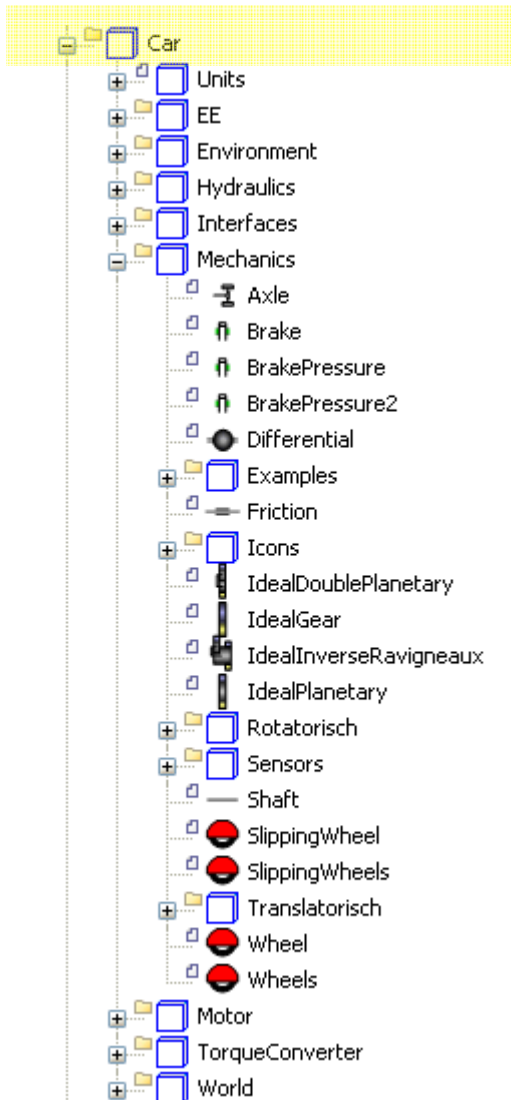 Car
Units
EE
Environment
Hydraulics
Interfaces
Mechanics
Axle
Brake
BrakePressure
BrakePressure2
Differential
Examples
Friction
Icons
IdealDoublePlanetary
IdealGear
IdealInverseRavigneaux
IdealPlanetary
Rotatorisch
Sensors
Shaft
SlippingWheel
SlippingWheels
Translatorisch
Wheel
Wheels
Motor
TorqueConverter
World